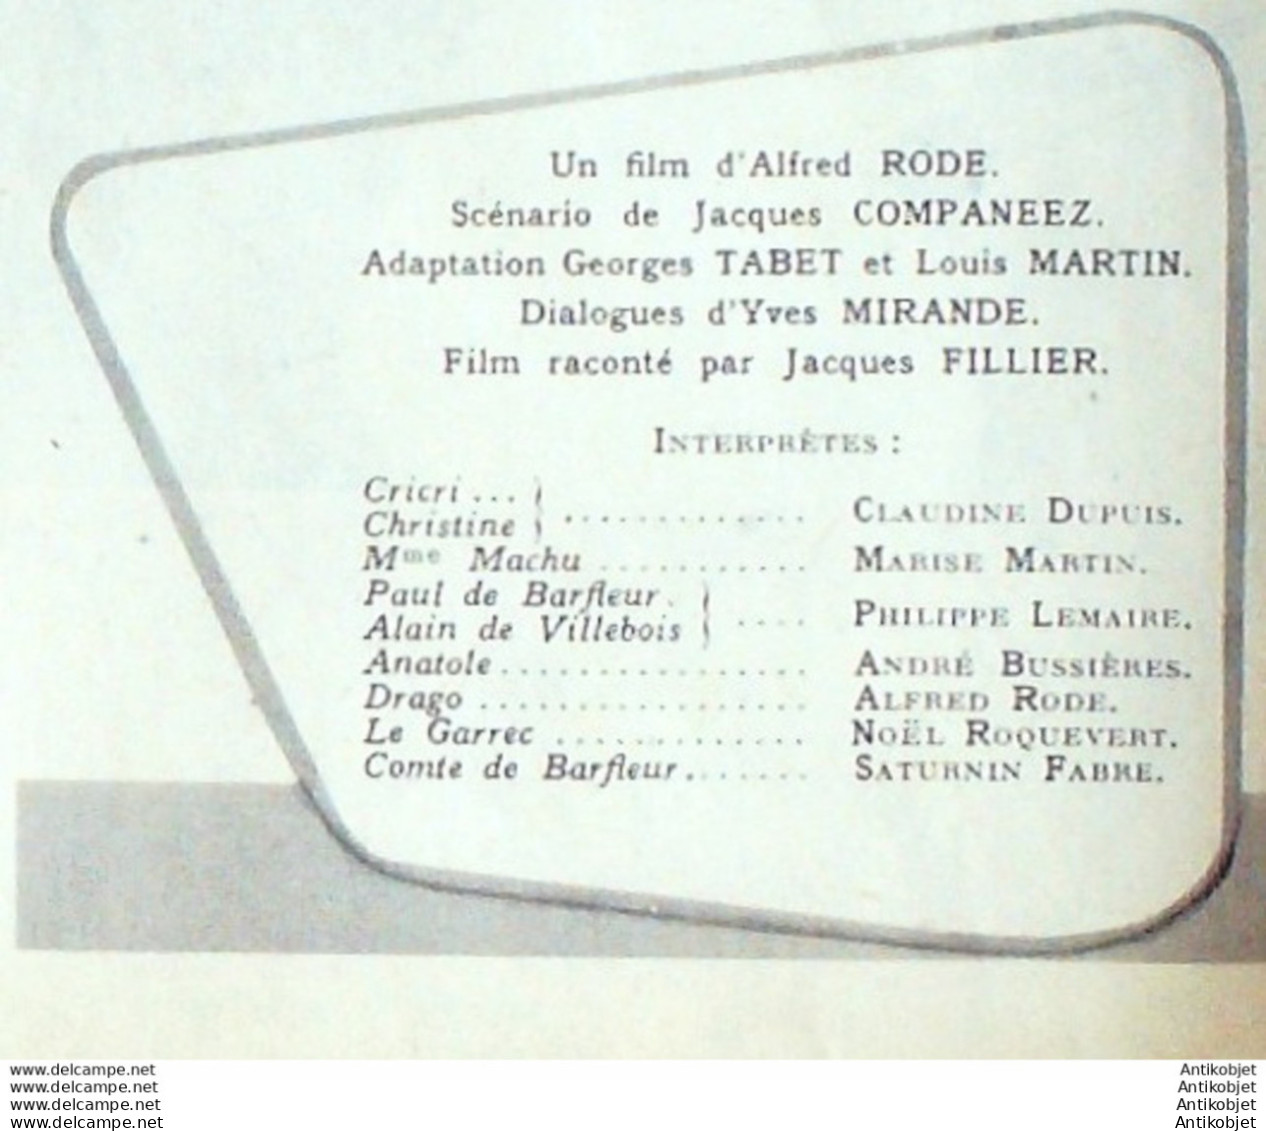 Un film d'Alfred RODE.
Scénario de Jacques COMPANEEZ.
Adaptation Georges TABET et Louis MARTIN.
Dialogues d'Yves MIRANDE.
Film raconté par Jacques FILLIER.
INTERPRÊTES :
Cricri ... }
Christine } ............. CLAUDINE DUPUIS.
Mme Machu ............ MARISE MARTIN.
Paul de Barfleur. }
Alain de Villebois } .... PHILIPPE LEMAIRE.
Anatole .................. ANDRÉ BUSSIÈRES.
Drago ................... ALFRED RODE.
Le Garrec ............... NOËL ROQUEVERT.
Comte de Barfleur........ SATURNIN FABRE.
www.delcampe.net Antikobjet
www.delcampe.net Antikobjet
www.delcampe.net Antikobjet
www.delcampe.net Antikobjet